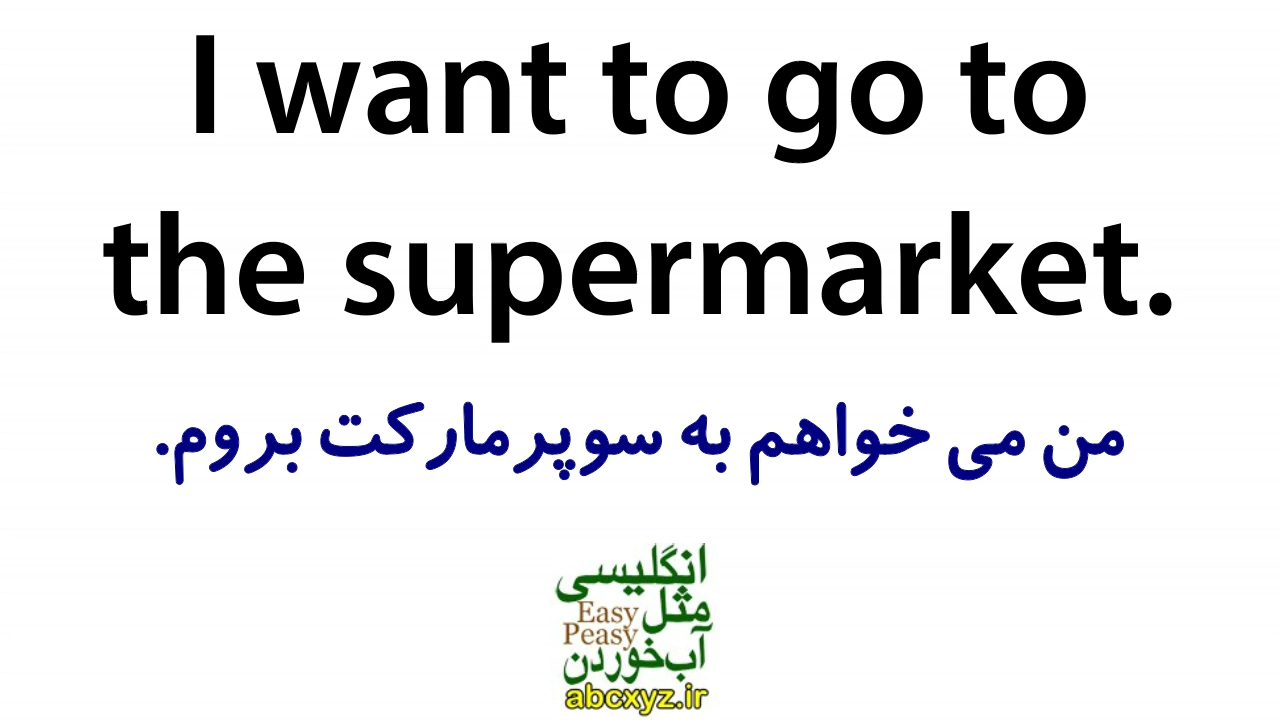 I want to go to
the supermarket.
من می خواهم به سوپرمارکت بروم.
انگلیسی
مثل Easy
Peasy
آب‌خوردن
abcxyz.ir